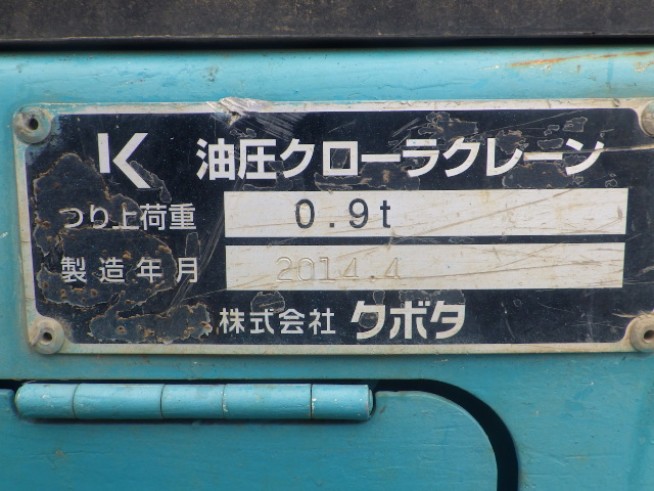 K 油圧クローラクレーン
つり上荷重 0.9t
製造年月 2014.4
株式会社 クボタ